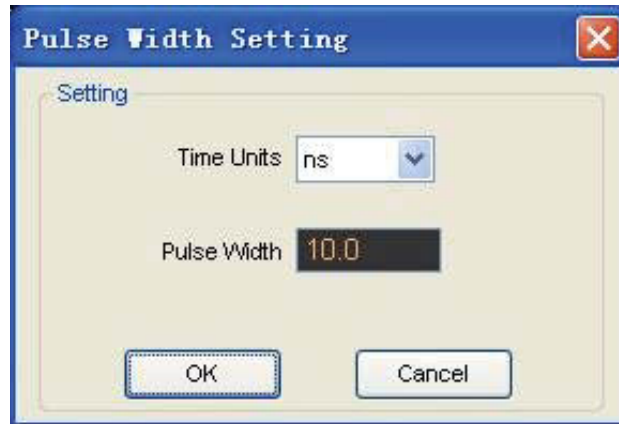 Pulse Width Setting
Setting
Time Units ns
Pulse Width 10.0
OK Cancel